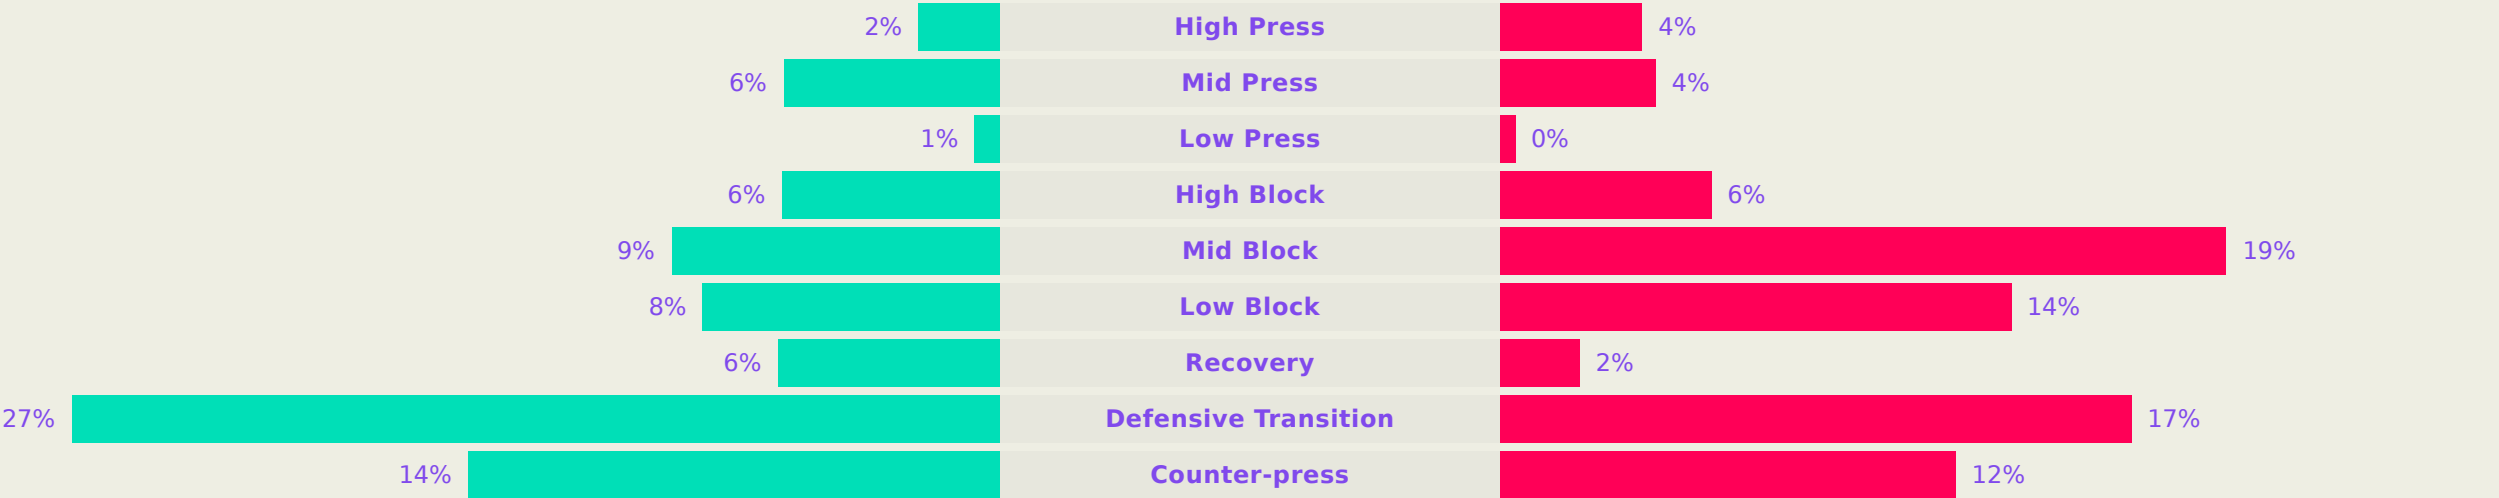 2% High Press 4%
6% Mid Press 4%
1% Low Press 0%
6% High Block 6%
9% Mid Block 19%
8% Low Block 14%
6% Recovery 2%
27% Defensive Transition 17%
14% Counter-press 12%